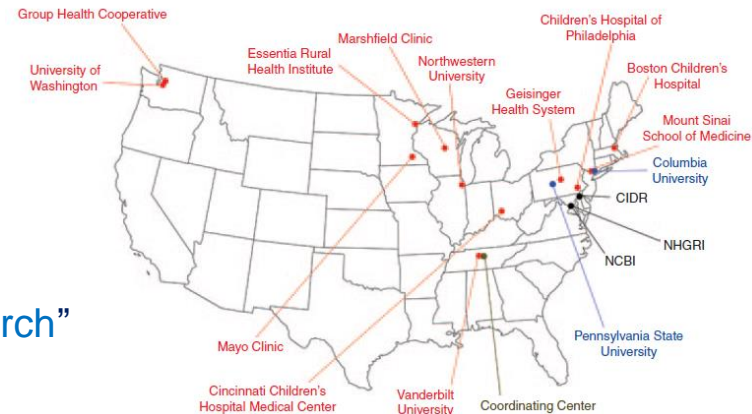 Group Health Cooperative
University of
Washington
Essentia Rural
Health Institute
Marshfield Clinic
Northwestern
University
Children's Hospital of
Philadelphia
Geisinger
Health System
Boston Children's
Hospital
Mount Sinai
School of Medicine
Columbia
University
CIDR
NHGRI
NCBI
Pennsylvania State
University
rch”
Mayo Clinic
Cincinnati Children's
Hospital Medical Center
Vanderbilt
University
Coordinating Center